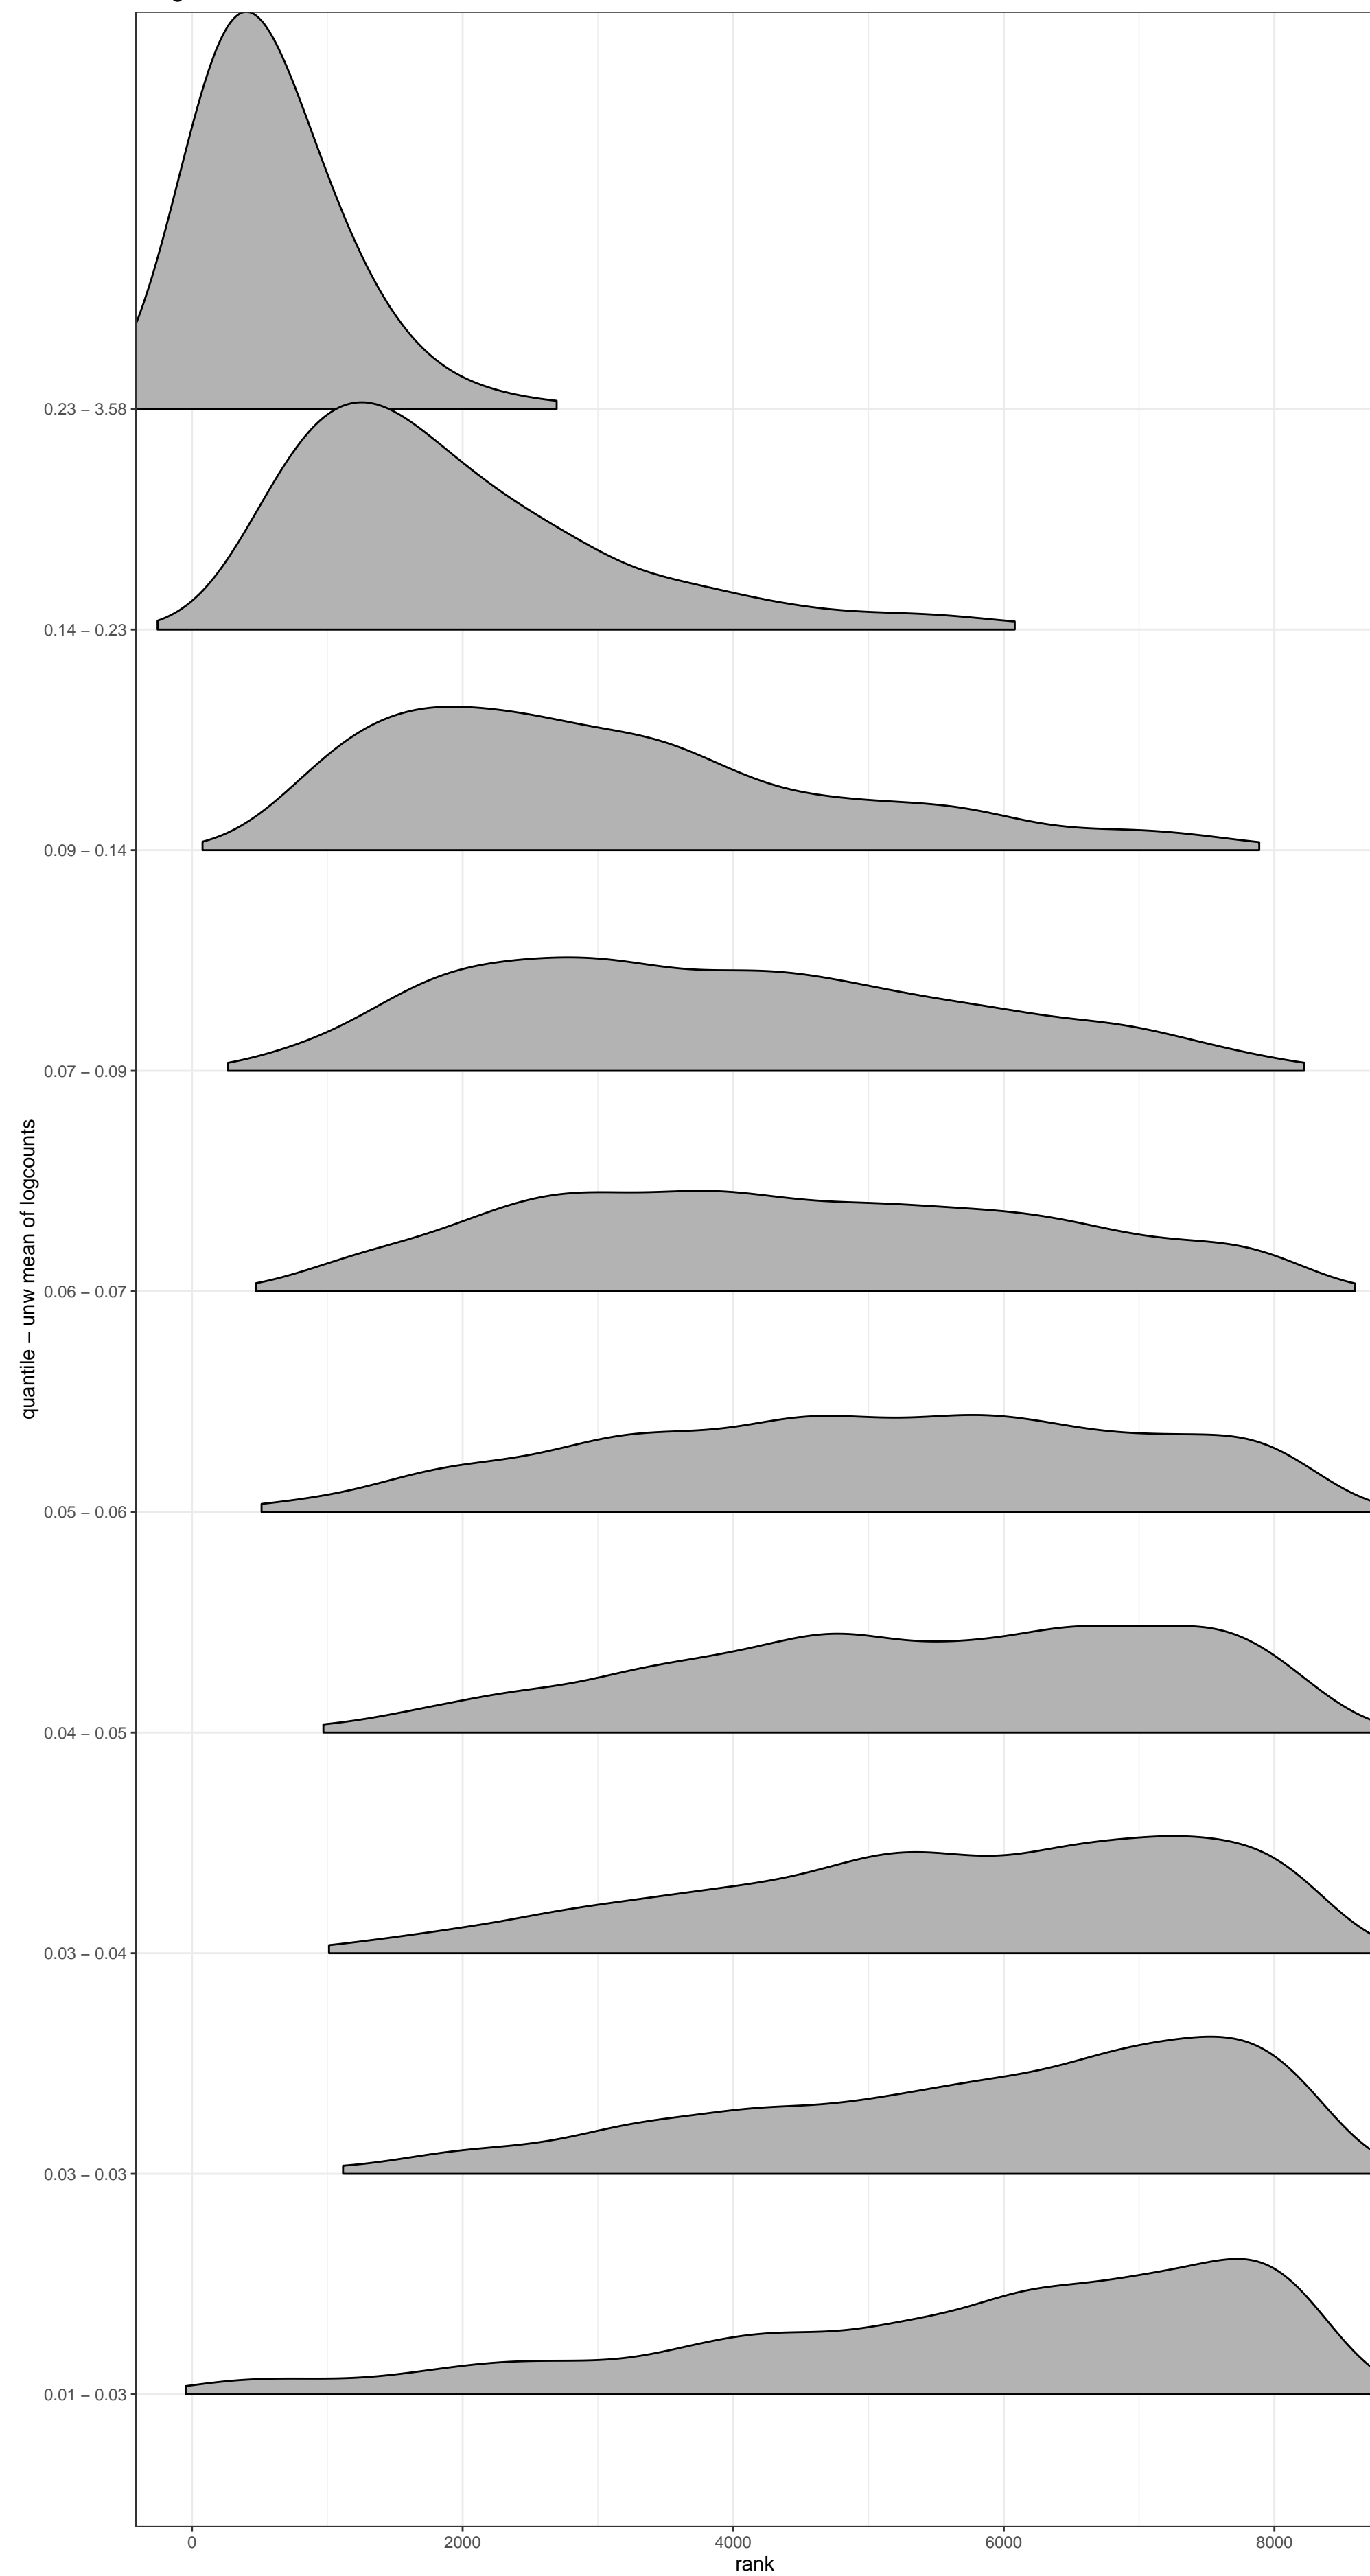 0.23 – 3.58
0.14 – 0.23
0.09 – 0.14
0.07 – 0.09
0.06 – 0.07
0.05 – 0.06
0.04 – 0.05
0.03 – 0.04
0.03 – 0.03
0.01 – 0.03
quantile – unw mean of logcounts
0 2000 4000 6000 8000
rank